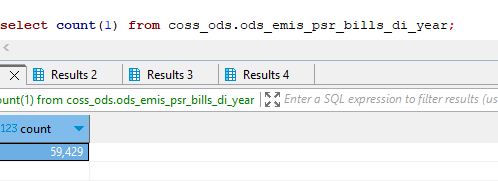 select count(1) from coss_ods.ods_emis_psr_bills_di_year;
Results 2
Results 3
Results 4
ount(1) from coss_ods.ods_emis_psr_bills_di_year
Enter a SQL expression to filter results (us
123 count
59,429